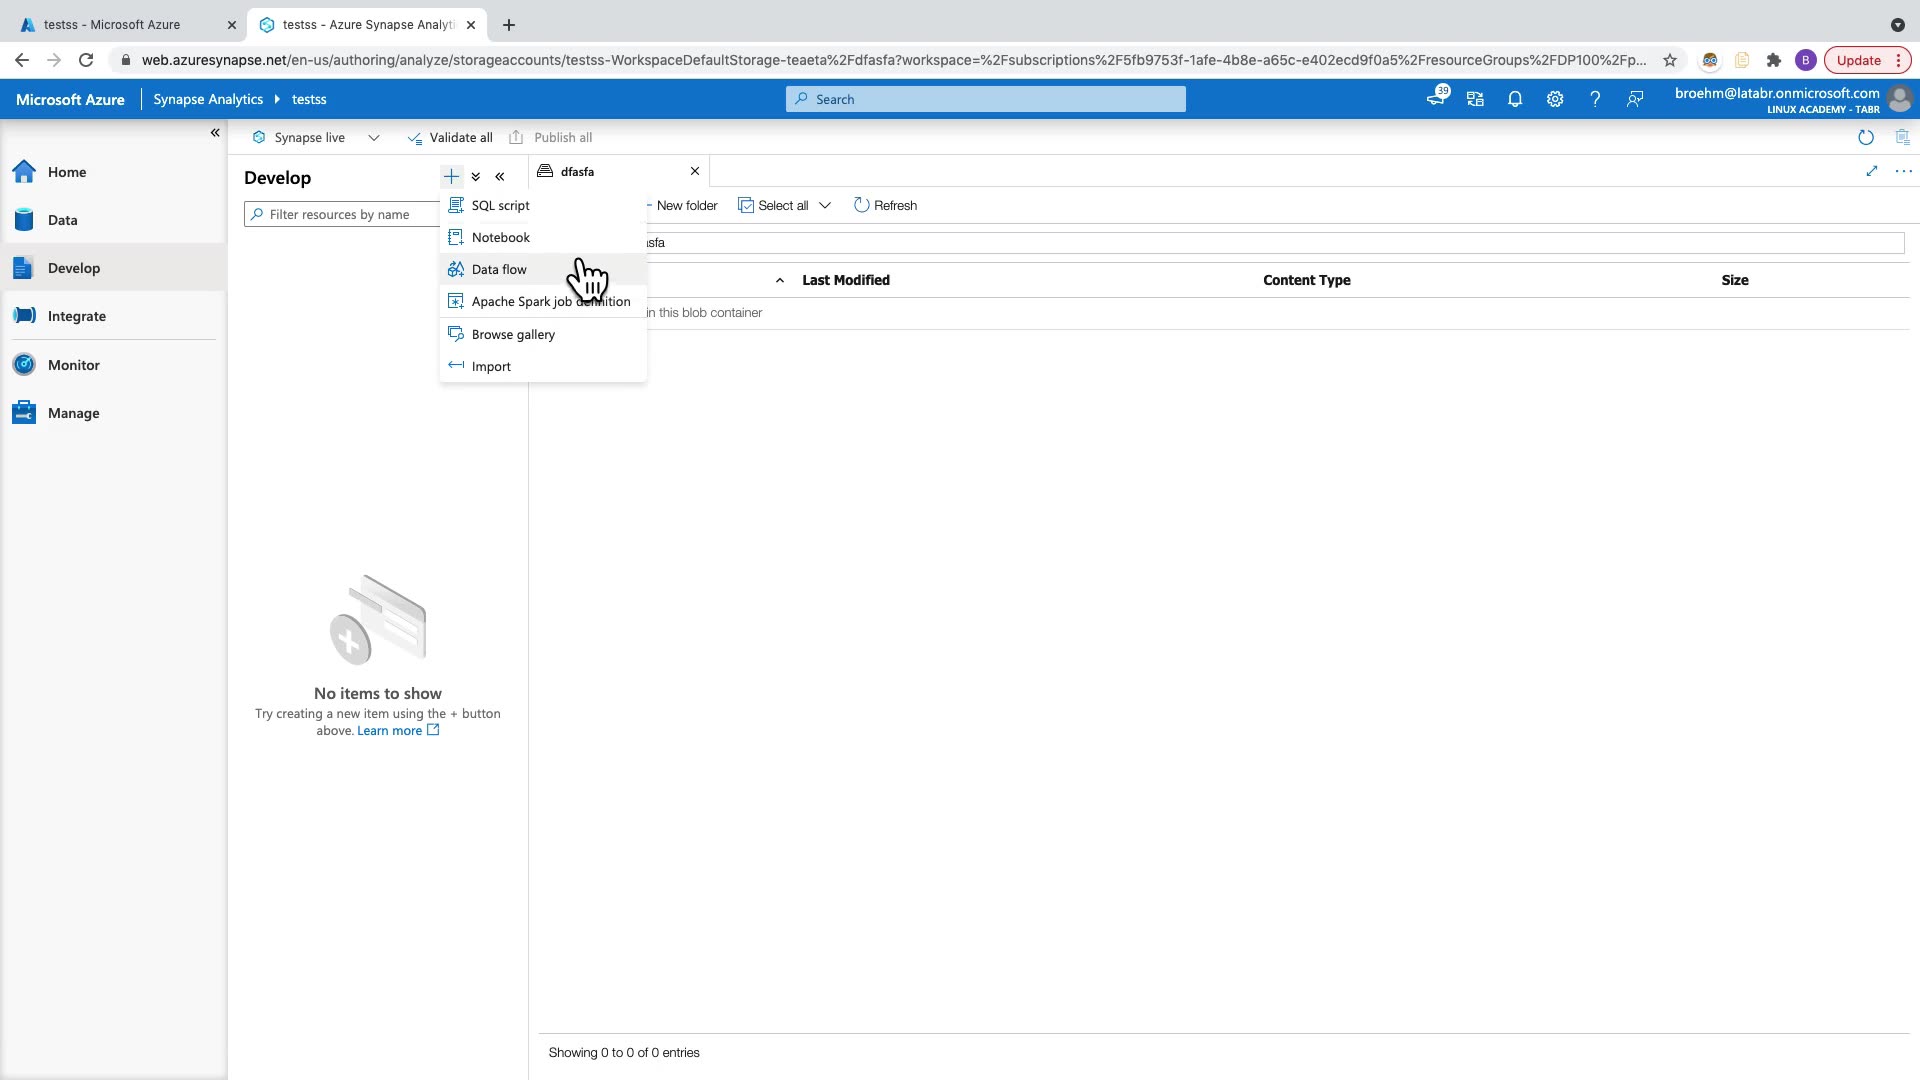 testss - Microsoft Azure
testss - Azure Synapse Analyti
web.azuresynapse.net/en-us/authoring/analyze/storageaccounts/testss-WorkspaceDefaultStorage-teaeta%2Fdfasfa?workspace=%2Fsubscriptions%2F5fb9753f-1afe-4b8e-a65c-e402ecd9f0a5%2FresourceGroups%2FDP100%2Fp...
B
Update
Microsoft Azure
Synapse Analytics
testss
Search
39
broehm@latabr.onmicrosoft.com
LINUX ACADEMY - TABR
Synapse live
Validate all
Publish all
Home
Data
Develop
Integrate
Monitor
Manage
Develop
Filter resources by name
SQL script
Notebook
Data flow
Apache Spark job definition
Browse gallery
Import
No items to show
Try creating a new item using the + button
above. Learn more
dfasfa
New folder
Select all
Refresh
asfa
Last Modified
Content Type
Size
in this blob container
Showing 0 to 0 of 0 entries